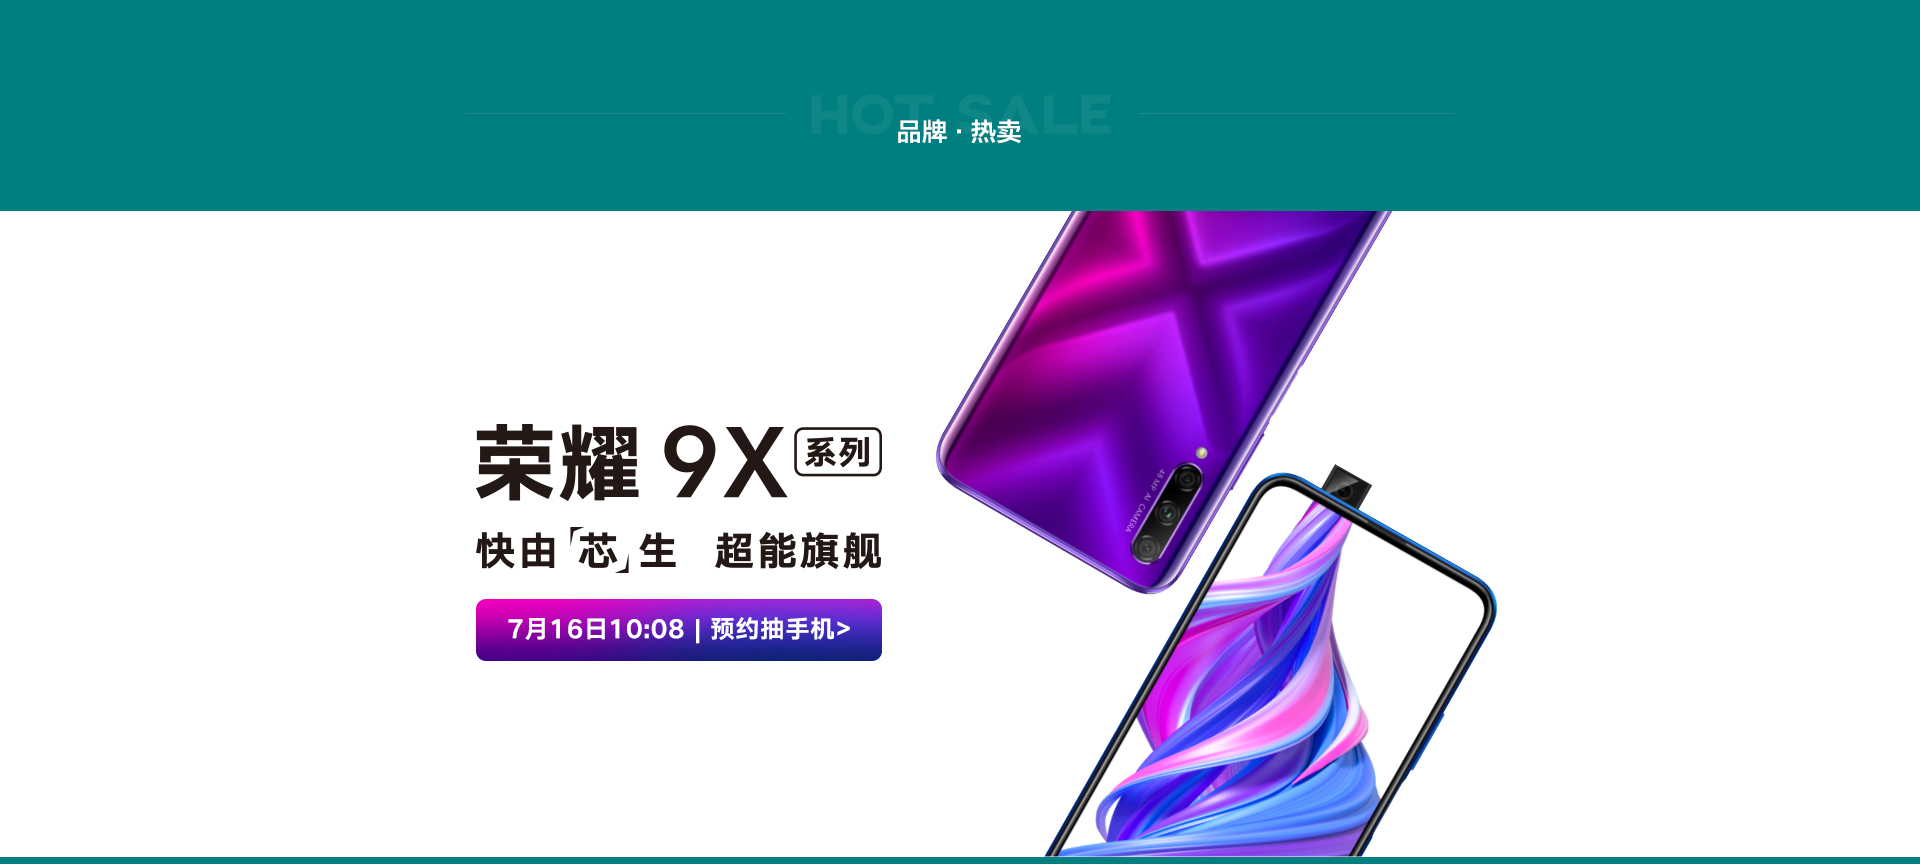 HOT SALE
品牌 · 热卖
荣耀 9X 系列
快由「芯」生 超能旗舰
7月16日10:08 | 预约抽手机>
48 MP AI CAMERA